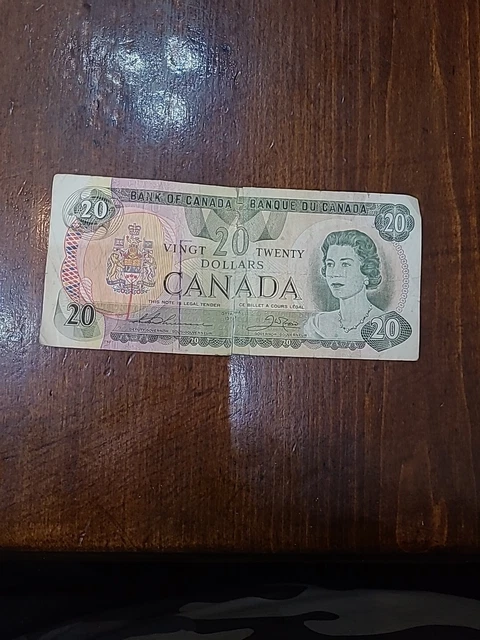 BANK OF CANADA - BANQUE DU CANADA
20 20
VINGT 20 TWENTY
DOLLARS
CANADA
THIS NOTE IS LEGAL TENDER CE BILLET A COURS LÉGAL
20 20